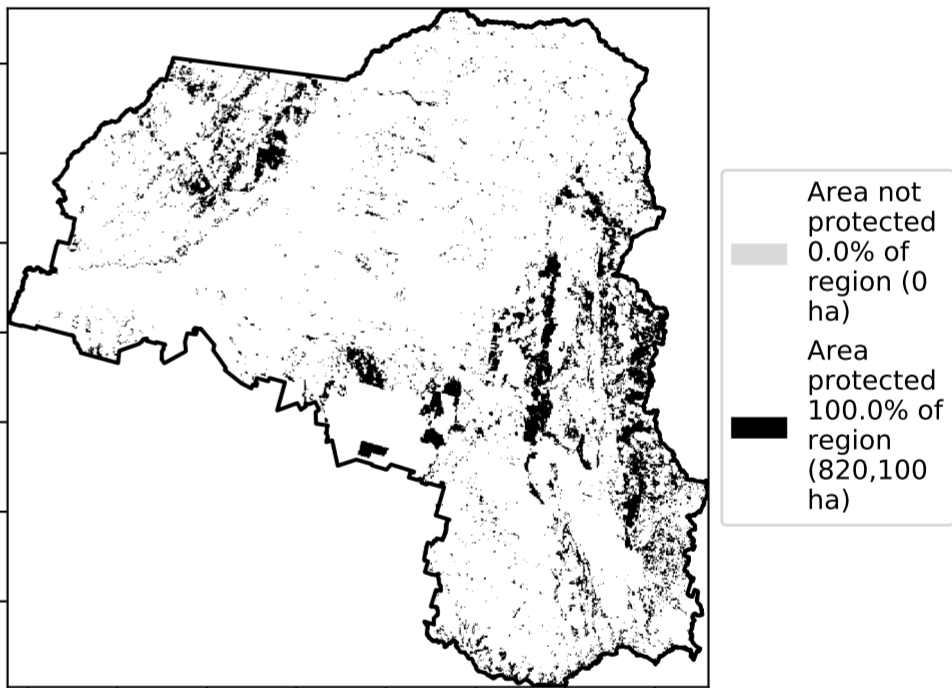 Area not
protected
0.0% of
region (0
ha)
Area
protected
100.0% of
region
(820,100
ha)